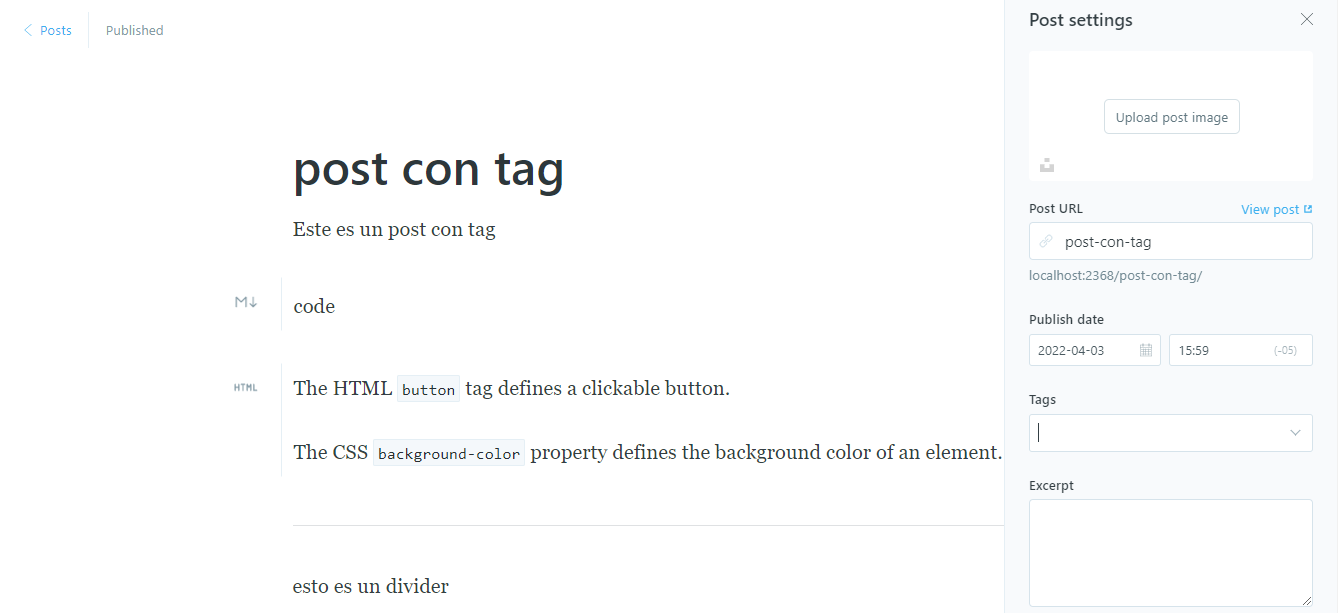 Posts
Published
post con tag
Este es un post con tag
M↓
code
HTML
The HTML button tag defines a clickable button.
The CSS background-color property defines the background color of an element.
esto es un divider
Post settings
Upload post image
Post URL
View post
post-con-tag
localhost:2368/post-con-tag/
Publish date
2022-04-03
15:59
(-05)
Tags
Excerpt